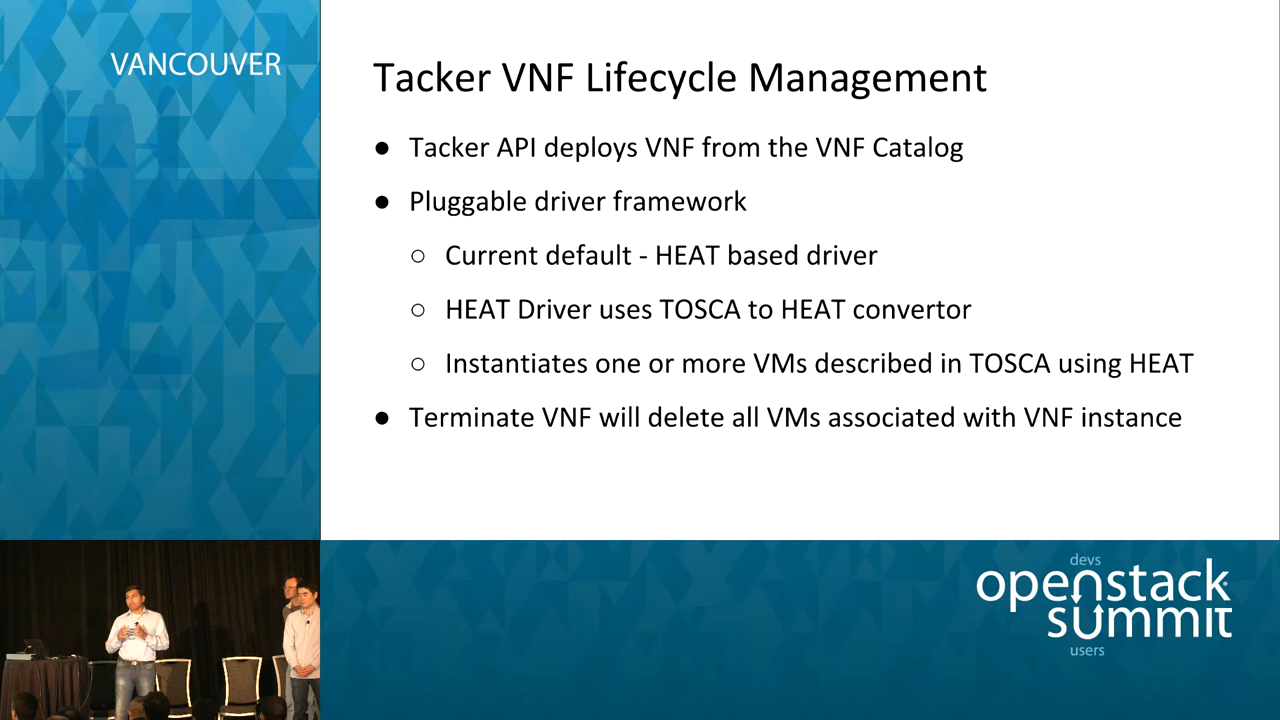 VANCOUVER
Tacker VNF Lifecycle Management
● Tacker API deploys VNF from the VNF Catalog
● Pluggable driver framework
○ Current default - HEAT based driver
○ HEAT Driver uses TOSCA to HEAT convertor
○ Instantiates one or more VMs described in TOSCA using HEAT
● Terminate VNF will delete all VMs associated with VNF instance
devs
openstack
summit
users